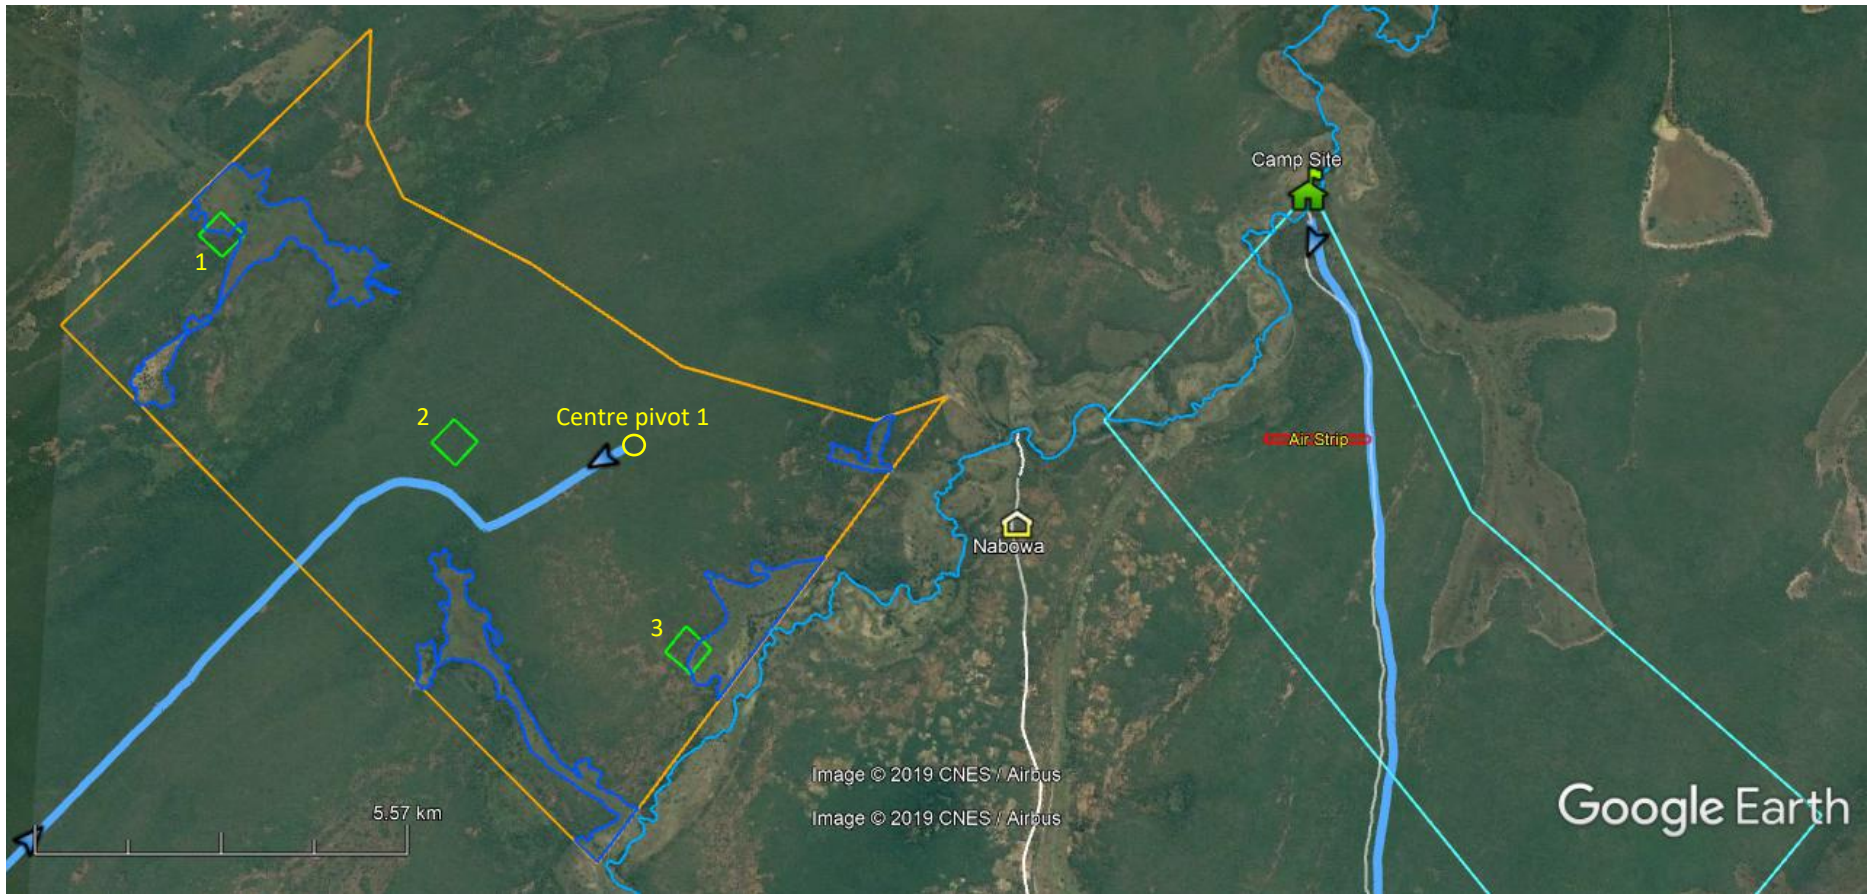 Camp Site
1
2
Centre pivot 1
Air Strip
Nabowa
3
Image © 2019 CNES / Airbus
5.57 km
Image © 2019 CNES / Airbus
Google Earth